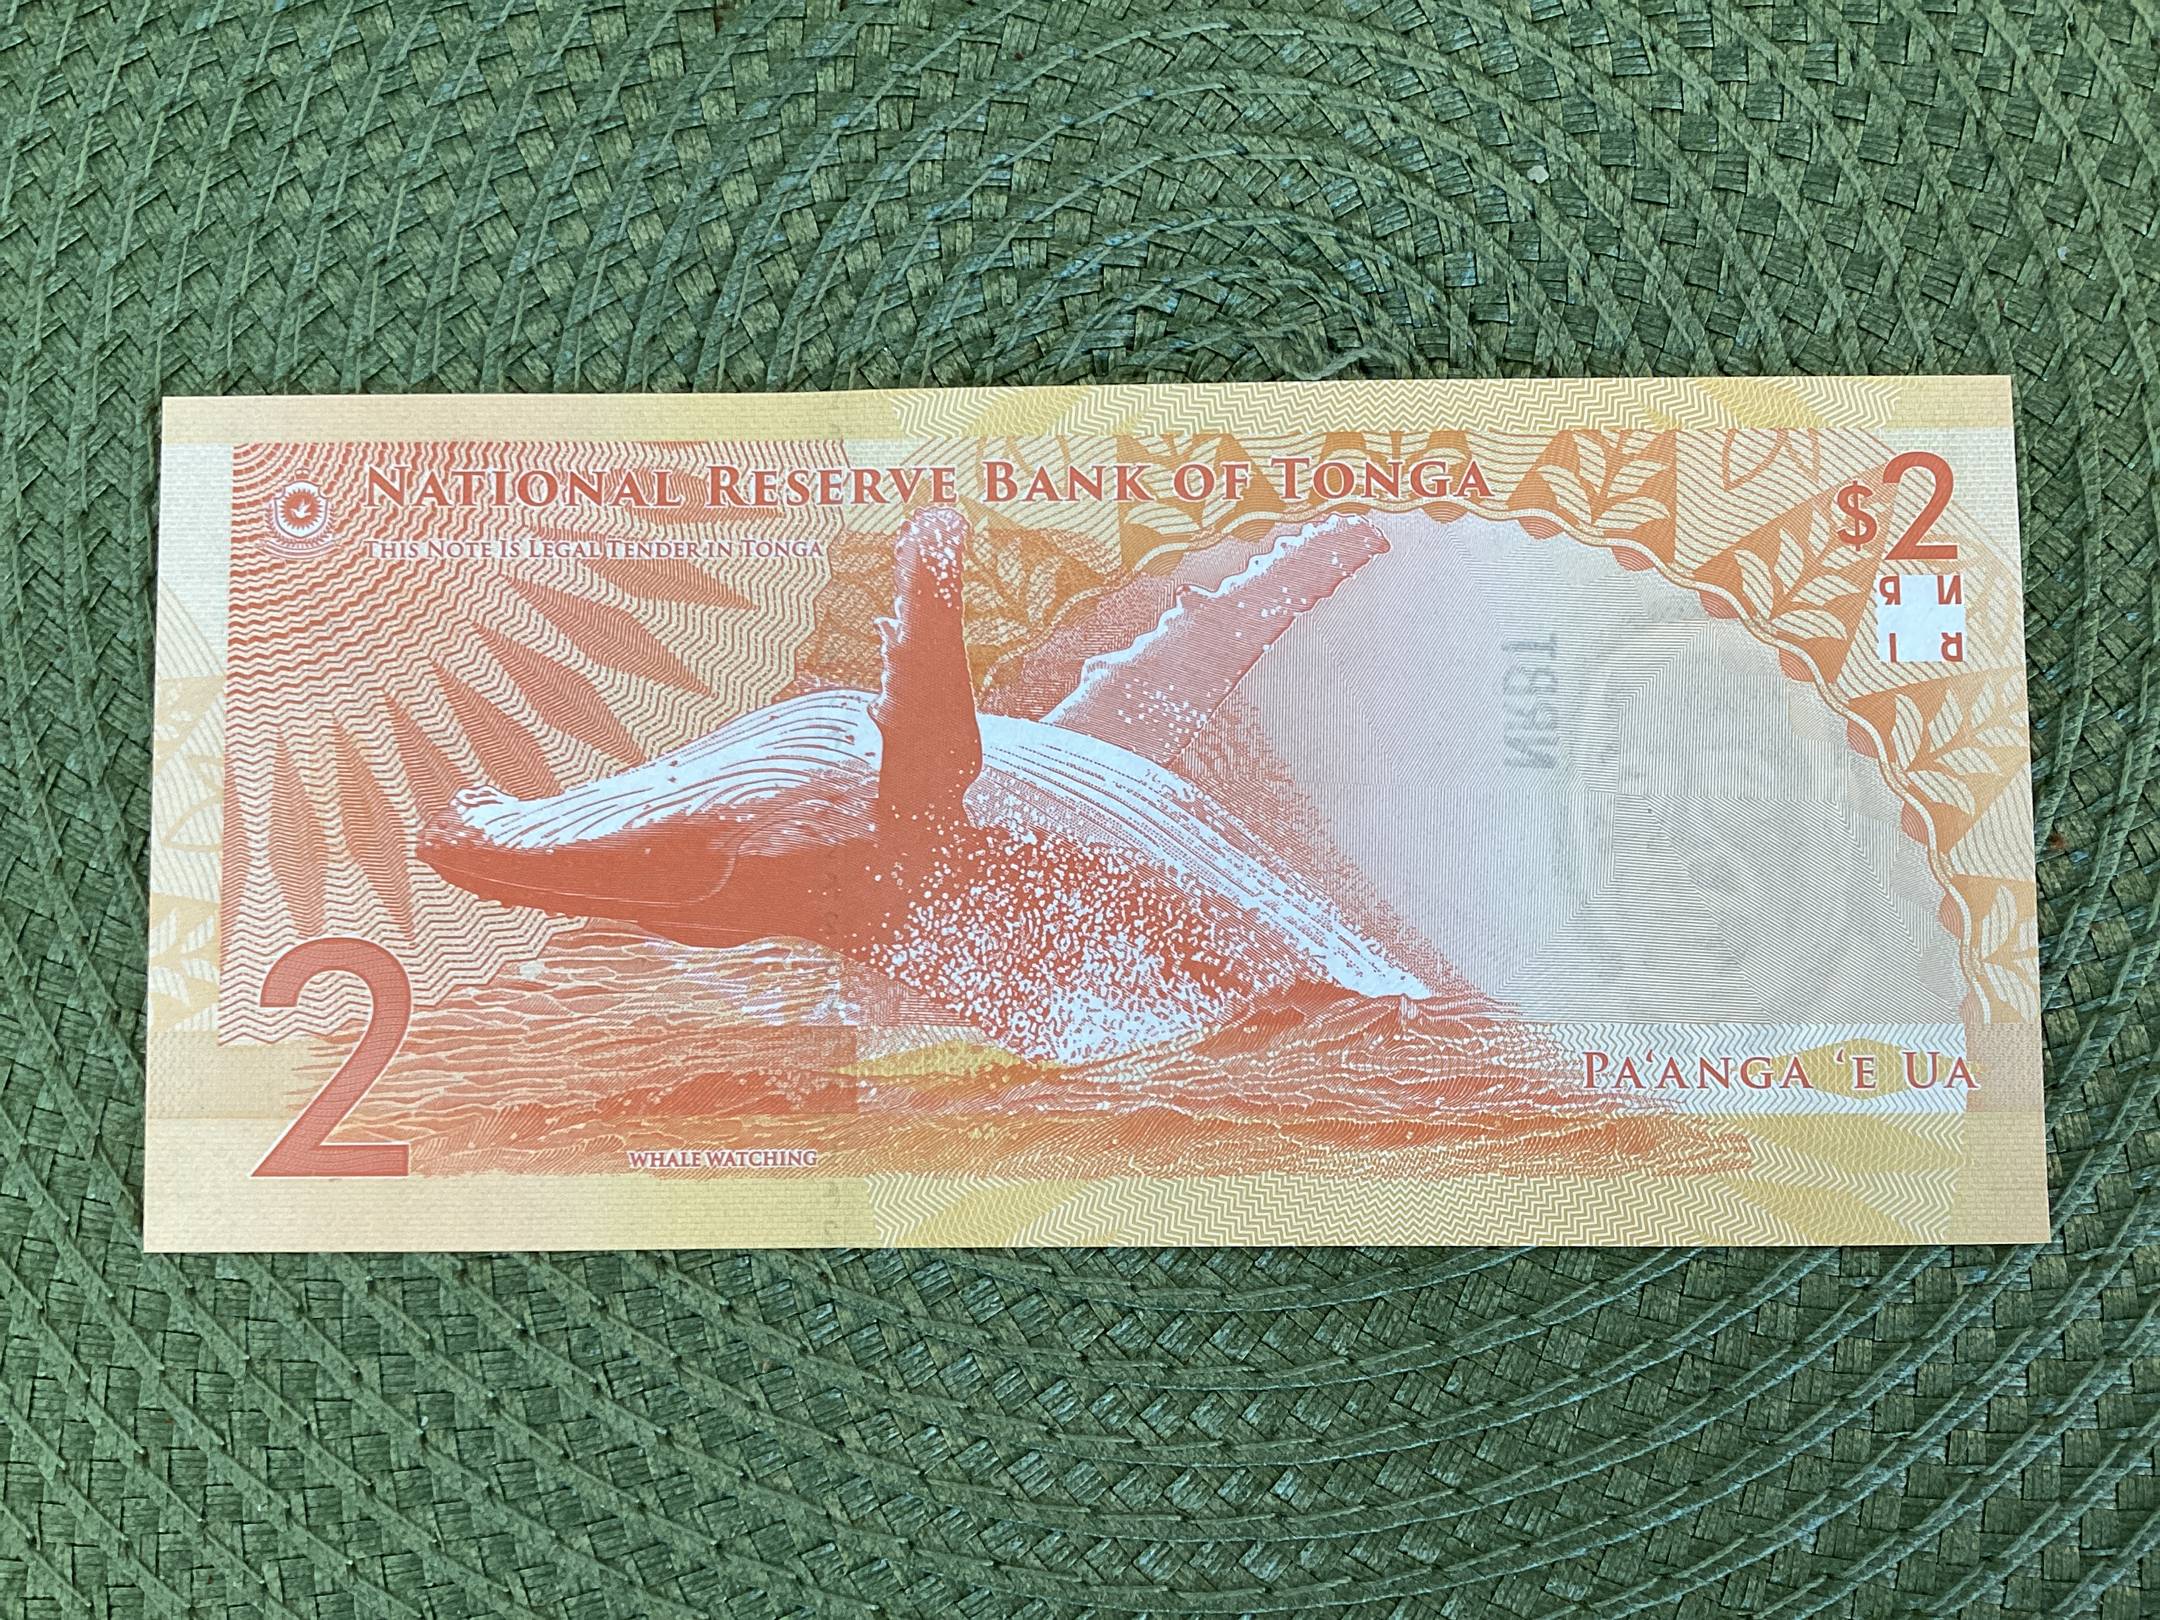 NATIONAL RESERVE BANK OF TONGA
THIS NOTE IS LEGAL TENDER IN TONGA
$2
2
PA‘ANGA ‘E UA
WHALE WATCHING